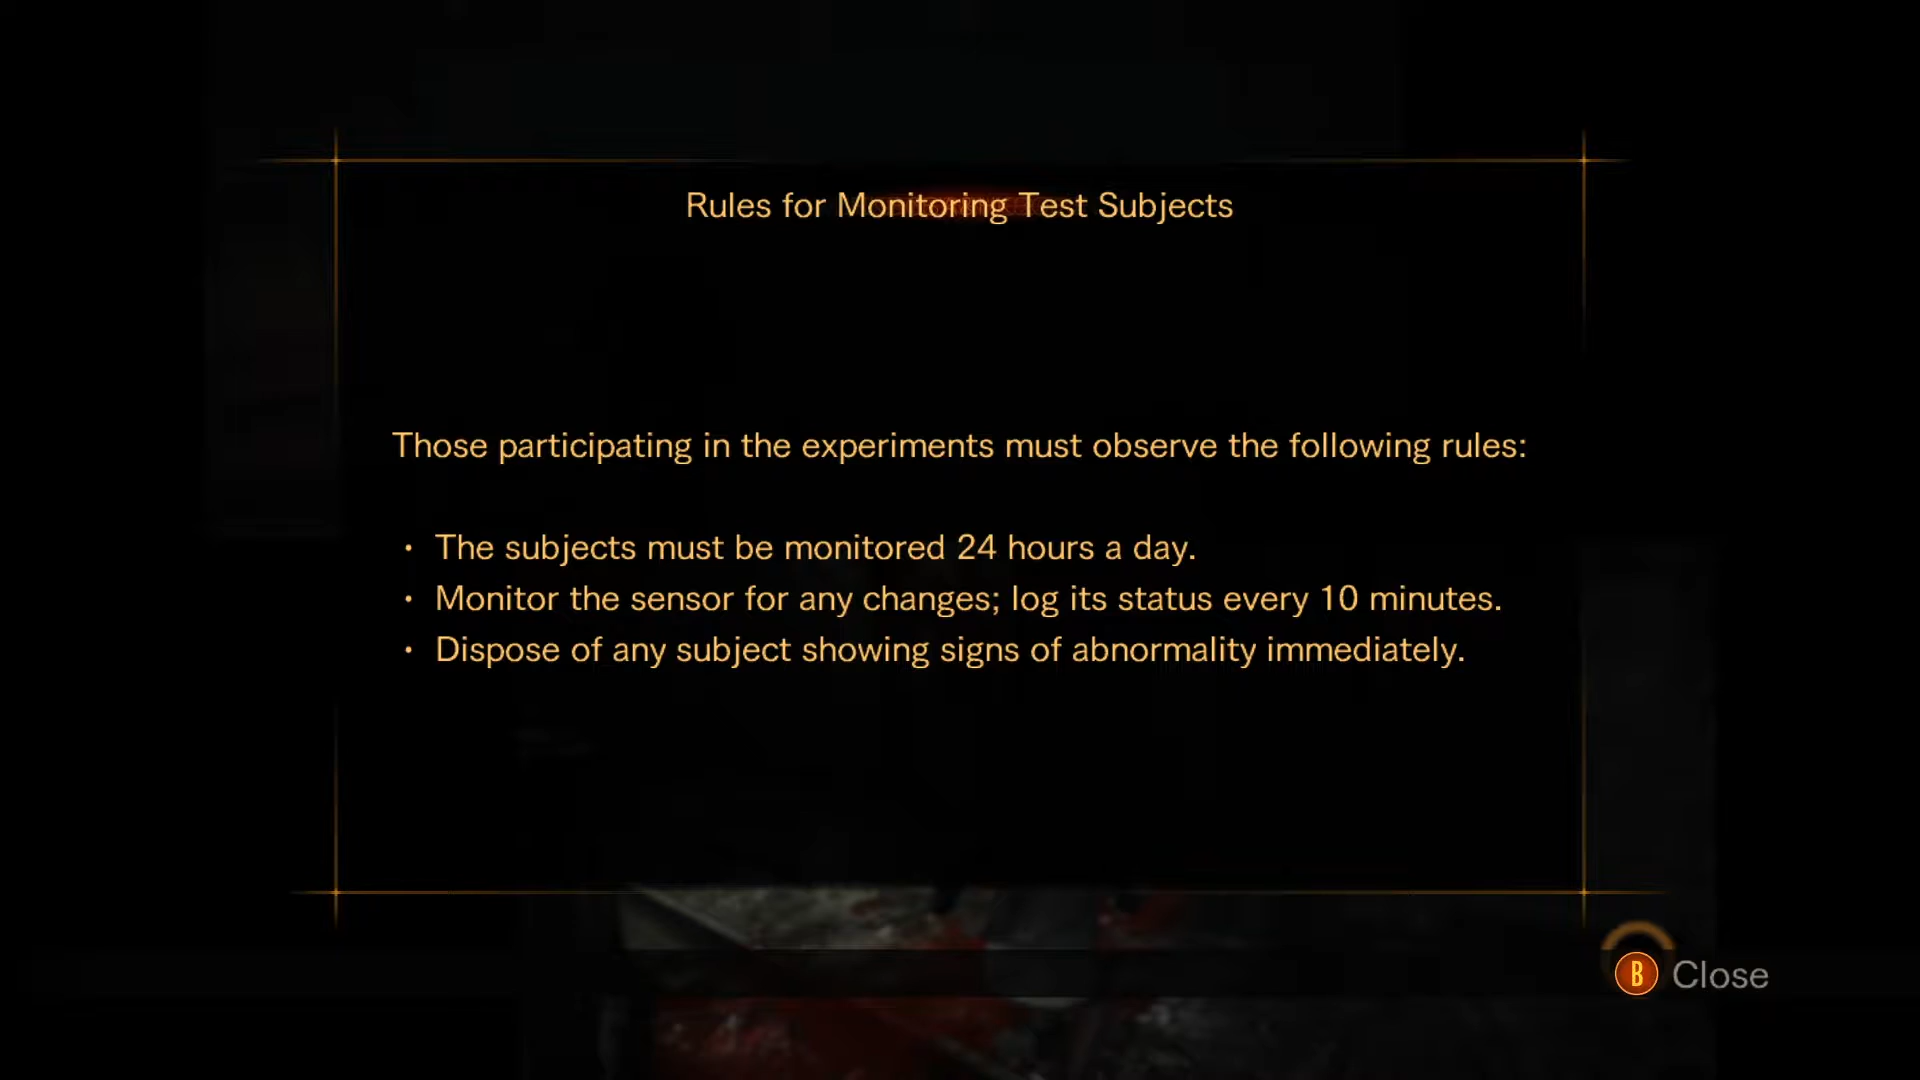 Rules for Monitoring Test Subjects
Those participating in the experiments must observe the following rules:
・ The subjects must be monitored 24 hours a day.
・ Monitor the sensor for any changes; log its status every 10 minutes.
・ Dispose of any subject showing signs of abnormality immediately.
B Close